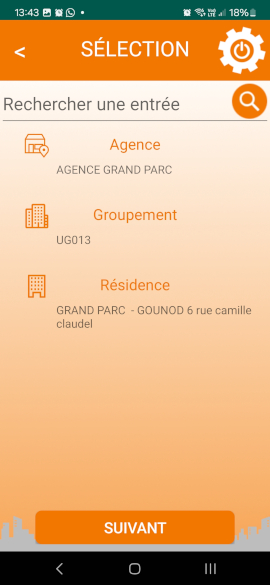 13:43 18%
< SÉLECTION
Rechercher une entrée
Agence
AGENCE GRAND PARC
Groupement
UG013
Résidence
GRAND PARC - GOUNOD 6 rue camille
claudel
SUIVANT